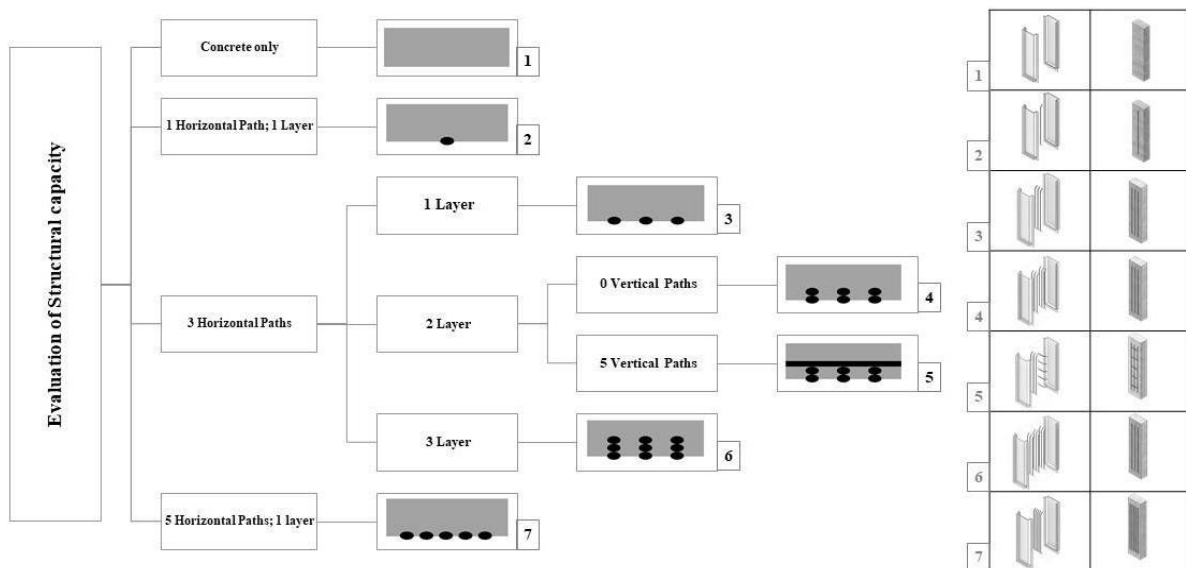 Evaluation of Structural capacity
Concrete only
1
1 Horizontal Path; 1 Layer
2
3 Horizontal Paths
1 Layer
3
2 Layer
0 Vertical Paths
4
5 Vertical Paths
5
3 Layer
6
5 Horizontal Paths; 1 layer
7
1
2
3
4
5
6
7